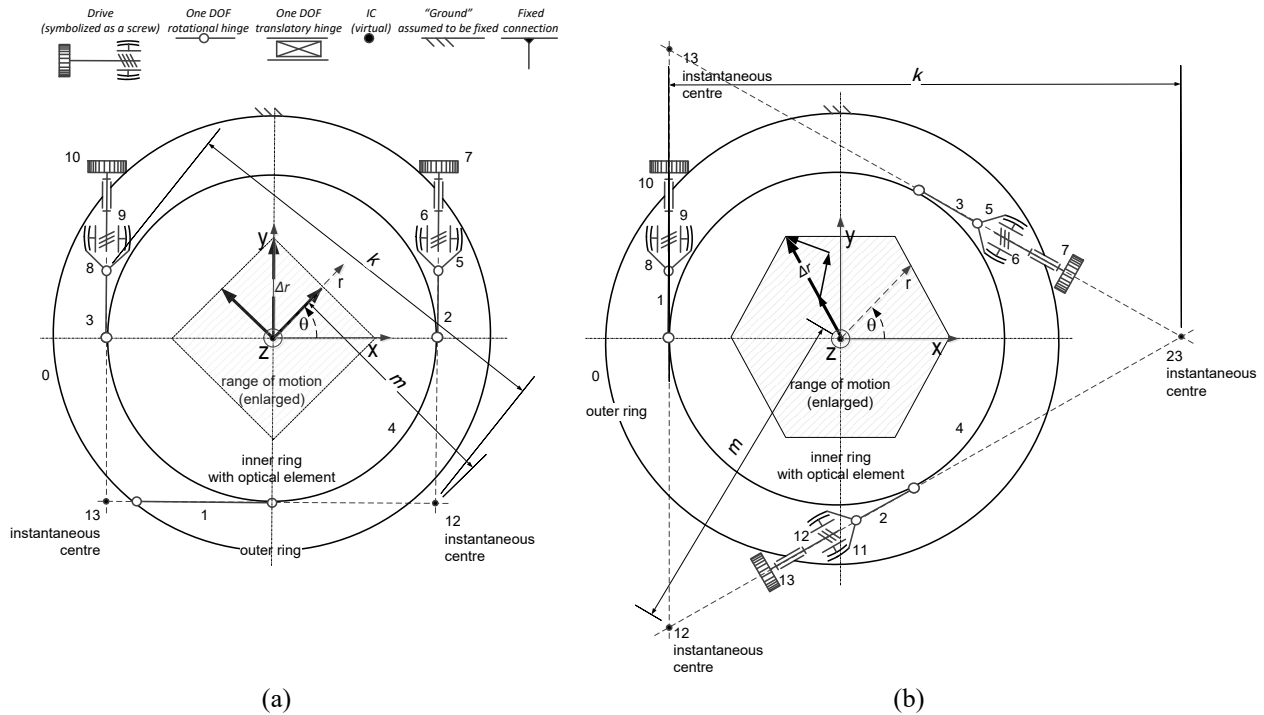 Drive
(symbolized as a screw)
One DOF
rotational hinge
One DOF
translatory hinge
IC
(virtual)
“Ground”
assumed to be fixed
Fixed
connection
10
7
9
6
8
5
y
Δr
k
r
θ
3
2
z
x
m
0
range of motion
(enlarged)
4
inner ring
with optical element
13
instantaneous
centre
1
12
instantaneous
centre
outer ring
(a)
13
instantaneous
centre
k
10
9
8
1
3
5
6
7
y
Δr
r
θ
z
x
23
instantaneous
centre
0
outer ring
range of motion
(enlarged)
4
m
inner ring
with optical element
12
2
11
13
12
instantaneous
centre
(b)